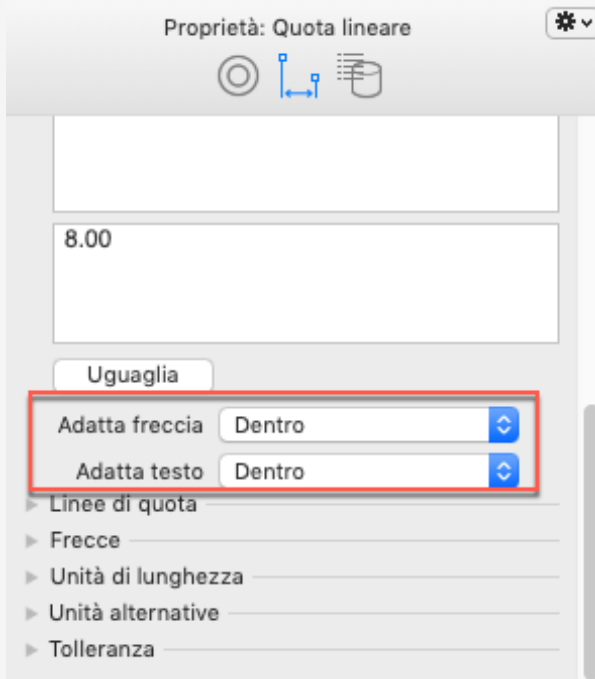 Proprietà: Quota lineare
8.00
Uguaglia
Adatta freccia Dentro
Adatta testo Dentro
Linee di quota
Frecce
Unità di lunghezza
Unità alternative
Tolleranza